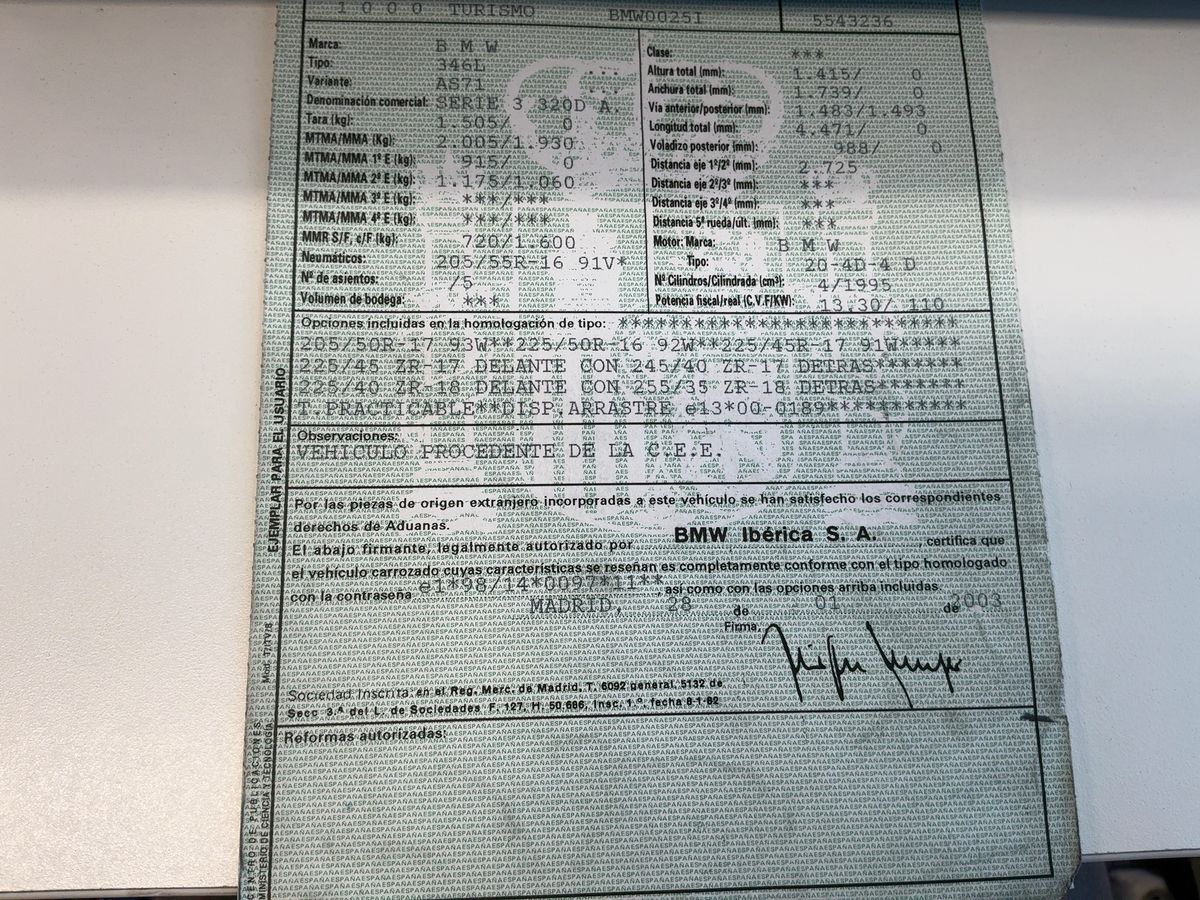 1000 TURISMO BMW0025I 5543236
Marca: B M W
Tipo: 346L
Variante: AS71
Denominación comercial: SERIE 3 320D A.
Tara (kg): 1.505/ 0
MTMA/MMA (Kg): 2.005/1.930
MTMA/MMA 1º E (kg): 915/ 0
MTMA/MMA 2º E (kg): 1.175/1.060
MTMA/MMA 3º E (kg): ***/***
MTMA/MMA 4º E (kg): ***/***
MMR S/F, c/F (kg): 720/1.600
Neumáticos: 205/55R-16 91V*
Nº de asientos: /5
Volumen de bodega: ***
Clase: ***
Altura total (mm): 1.415/ 0
Anchura total (mm): 1.739/ 0
Vía anterior/posterior (mm): 1.483/1.493
Longitud total (mm): 4.471/ 0
Voladizo posterior (mm): 988/ 0
Distancia eje 1º/2º (mm): 2.725
Distancia eje 2º/3º (mm): ***
Distancia eje 3º/4º (mm): ***
Distancia 5ª rueda/últ. (mm): ***
Motor: Marca: B M W
Tipo: 20-4D-4 D
Nº Cilindros/Cilindrada (cm³): 4/1995
Potencia fiscal/real (C.V.F/KW): 13.30/ 110
Opciones incluidas en la homologación de tipo: ***************************
205/50R-17 93W**225/50R-16 92W**225/45R-17 91W*****
225/45 ZR-17 DELANTE CON 245/40 ZR-17 DETRAS*******
225/40 ZR-18 DELANTE CON 255/35 ZR-18 DETRAS*******
T.PRACTICABLE**DISP.ARRASTRE e13*00-0189***********
Observaciones:
VEHICULO PROCEDENTE DE LA C.E.E.
Por las piezas de origen extranjero incorporadas a este vehículo se han satisfecho los correspondientes
derechos de Aduanas.
El abajo firmante, legalmente autorizado por BMW Ibérica S. A. certifica que
el vehículo carrozado cuyas características se reseñan es completamente conforme con el tipo homologado
con la contraseña e1*98/14*0097*11** así como con las opciones arriba incluidas.
MADRID, 28 de 01 de 2003
Firma,
Sociedad Inscrita en el Reg. Merc. de Madrid, T. 6092 general, 5132 de
Secc. 3.ª del L. de Sociedades F. 127, H. 50.686, Insc. 1.ª, fecha 8-1-82
Reformas autorizadas:
EJEMPLAR PARA EL USUARIO
CENTRO DE PUBLICACIONES
MINISTERIO DE CIENCIA Y TECNOLOGÍA